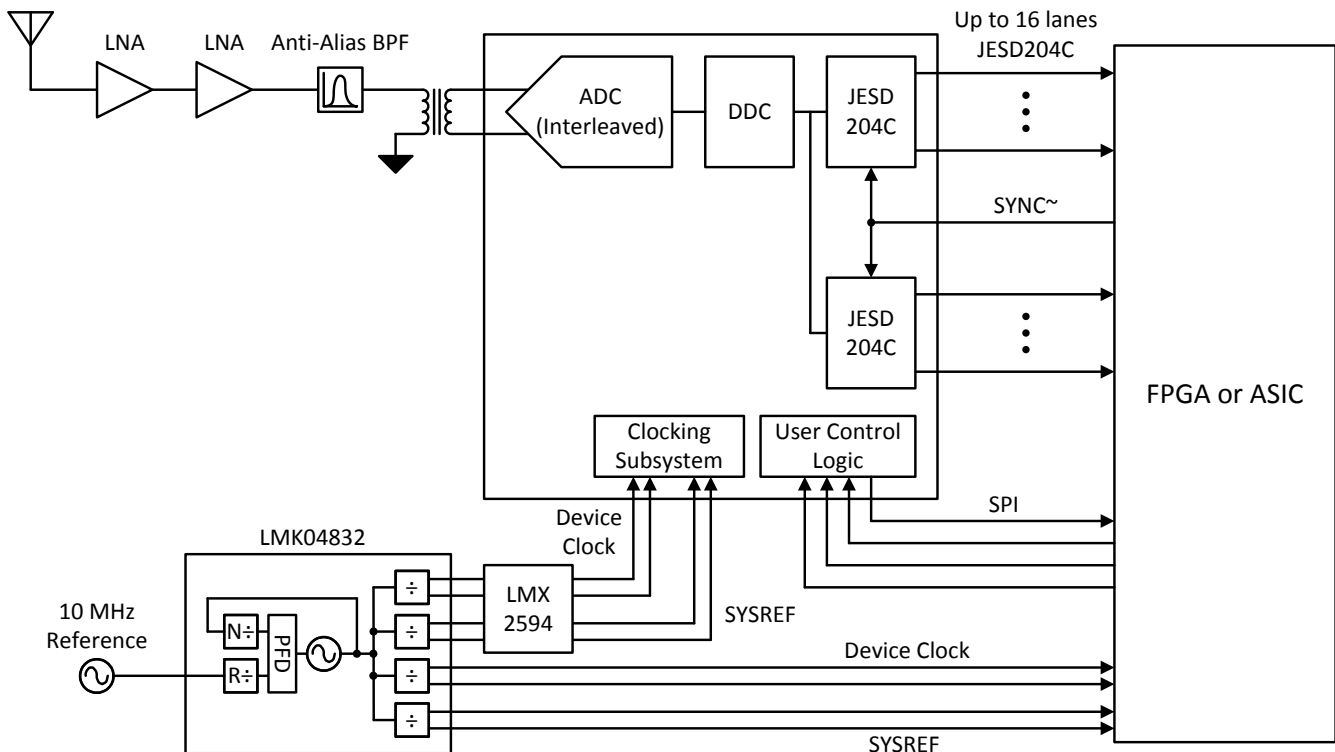 LNA
LNA
Anti-Alias BPF
Up to 16 lanes
JESD204C
ADC
(Interleaved)
DDC
JESD
204C
SYNC~
JESD
204C
FPGA or ASIC
Clocking
Subsystem
User Control
Logic
SPI
Device
Clock
LMK04832
÷
LMX
2594
10 MHz
Reference
N÷
PFD
÷
SYSREF
R÷
÷
Device Clock
÷
SYSREF